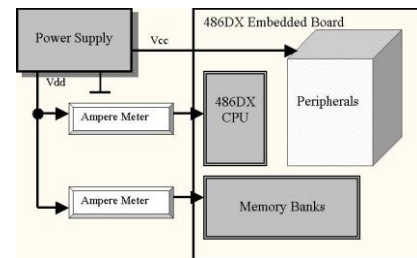 486DX Embedded Board
Power Supply
Vcc
Vdd
Ampere Meter
486DX
CPU
Peripherals
Ampere Meter
Memory Banks